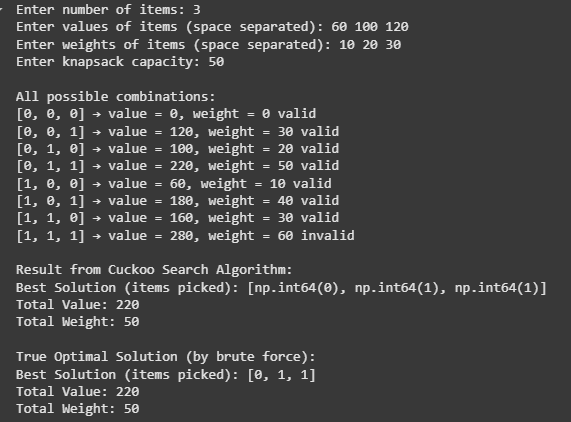 Enter number of items: 3
Enter values of items (space separated): 60 100 120
Enter weights of items (space separated): 10 20 30
Enter knapsack capacity: 50
All possible combinations:
[0, 0, 0] → value = 0, weight = 0 valid
[0, 0, 1] → value = 120, weight = 30 valid
[0, 1, 0] → value = 100, weight = 20 valid
[0, 1, 1] → value = 220, weight = 50 valid
[1, 0, 0] → value = 60, weight = 10 valid
[1, 0, 1] → value = 180, weight = 40 valid
[1, 1, 0] → value = 160, weight = 30 valid
[1, 1, 1] → value = 280, weight = 60 invalid
Result from Cuckoo Search Algorithm:
Best Solution (items picked): [np.int64(0), np.int64(1), np.int64(1)]
Total Value: 220
Total Weight: 50
True Optimal Solution (by brute force):
Best Solution (items picked): [0, 1, 1]
Total Value: 220
Total Weight: 50